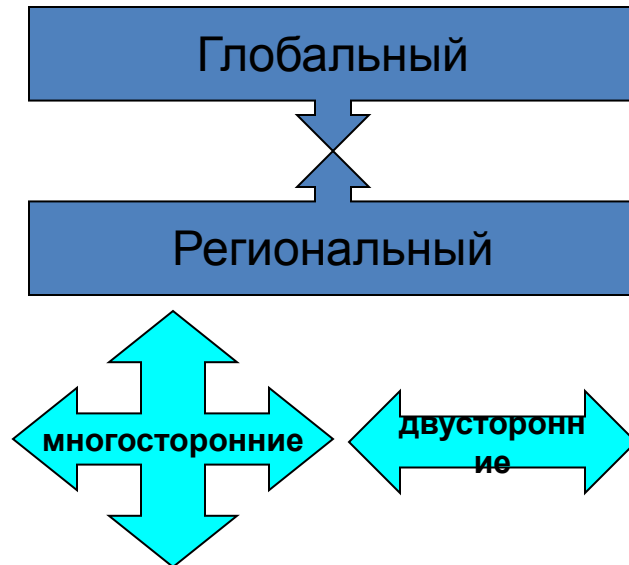 Глобальный
Региональный
многосторонние
двусторонн
ие